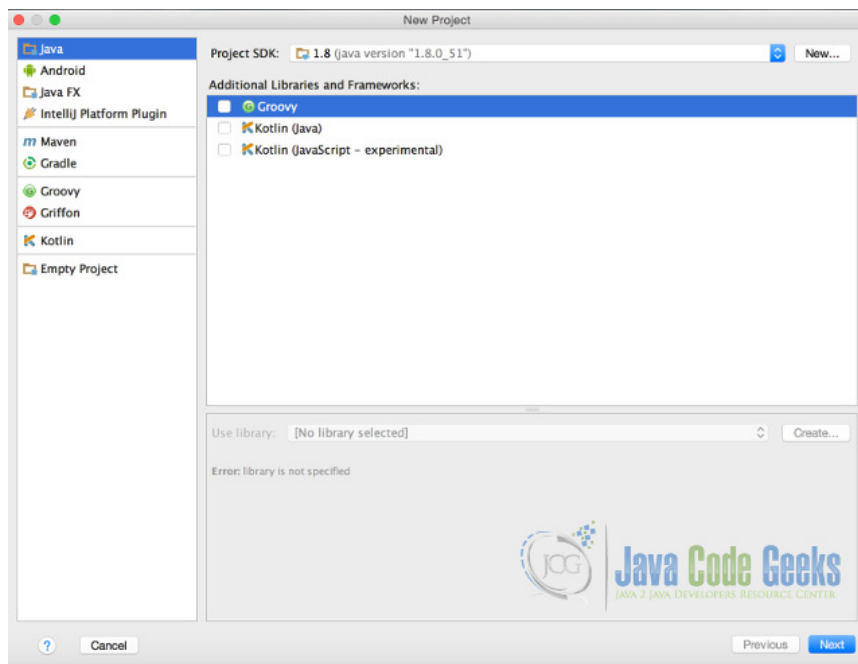 New Project
Java
Android
Java FX
IntelliJ Platform Plugin
Maven
Gradle
Groovy
Griffon
Kotlin
Empty Project
Project SDK: 1.8 (java version "1.8.0_51") New...
Additional Libraries and Frameworks:
Groovy
Kotlin (Java)
Kotlin (JavaScript – experimental)
Use library: [No library selected] Create...
Error: library is not specified
JCG
Java Code Geeks
JAVA 2 JAVA DEVELOPERS RESOURCE CENTER
? Cancel Previous Next